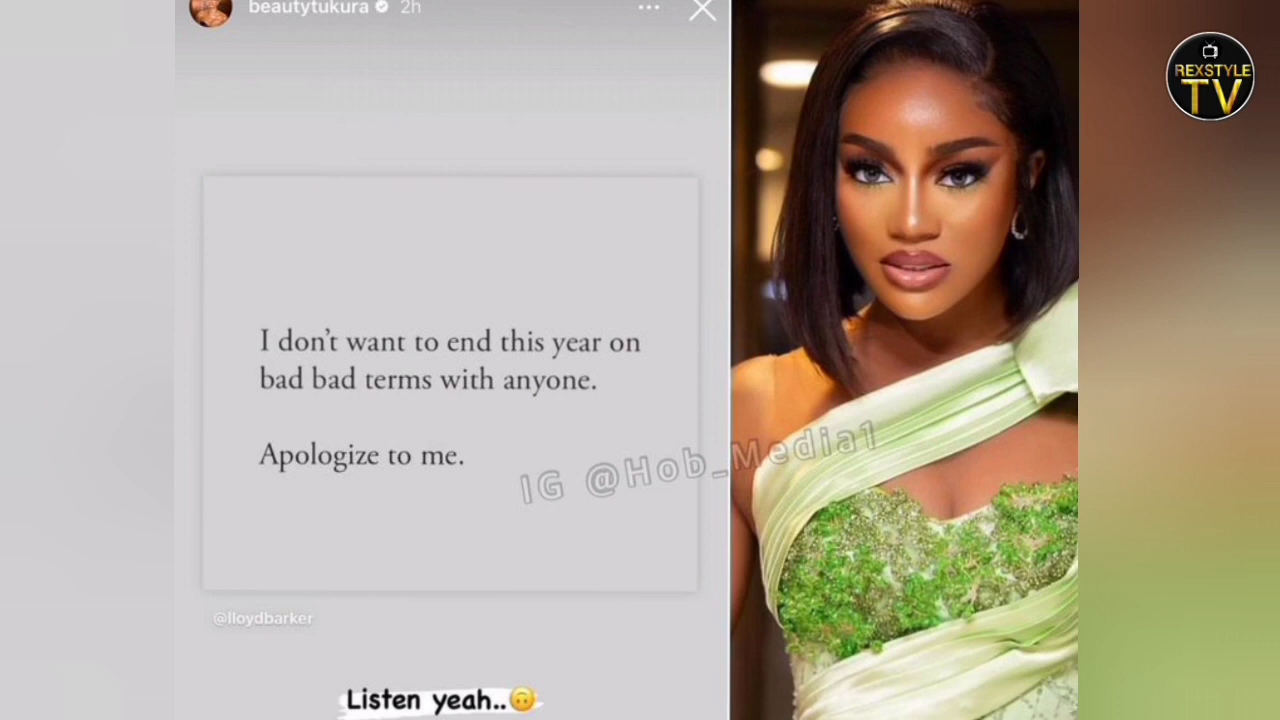 beautytukura 2h
REXSTYLE
TV
I don't want to end this year on
bad bad terms with anyone.
Apologize to me.
IG @Hob_Media1
@lloydbarker
Listen yeah..🙃